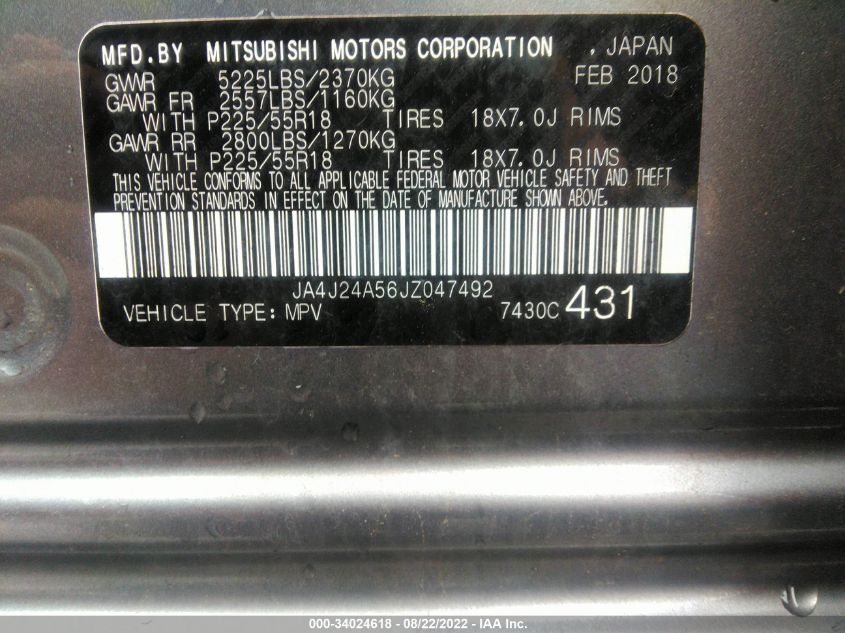 MFD.BY MITSUBISHI MOTORS CORPORATION , JAPAN
GVWR 5225LBS/2370KG FEB 2018
GAWR FR 2557LBS/1160KG
WITH P225/55R18 TIRES 18X7.0J RIMS
GAWR RR 2800LBS/1270KG
WITH P225/55R18 TIRES 18X7.0J RIMS
THIS VEHICLE CONFORMS TO ALL APPLICABLE FEDERAL MOTOR VEHICLE SAFETY AND THEFT
PREVENTION STANDARDS IN EFFECT ON THE DATE OF MANUFACTURE SHOWN ABOVE.
JA4J24A56JZ047492
VEHICLE TYPE: MPV 7430C 431
000-34024618 - 08/22/2022 - IAA Inc.